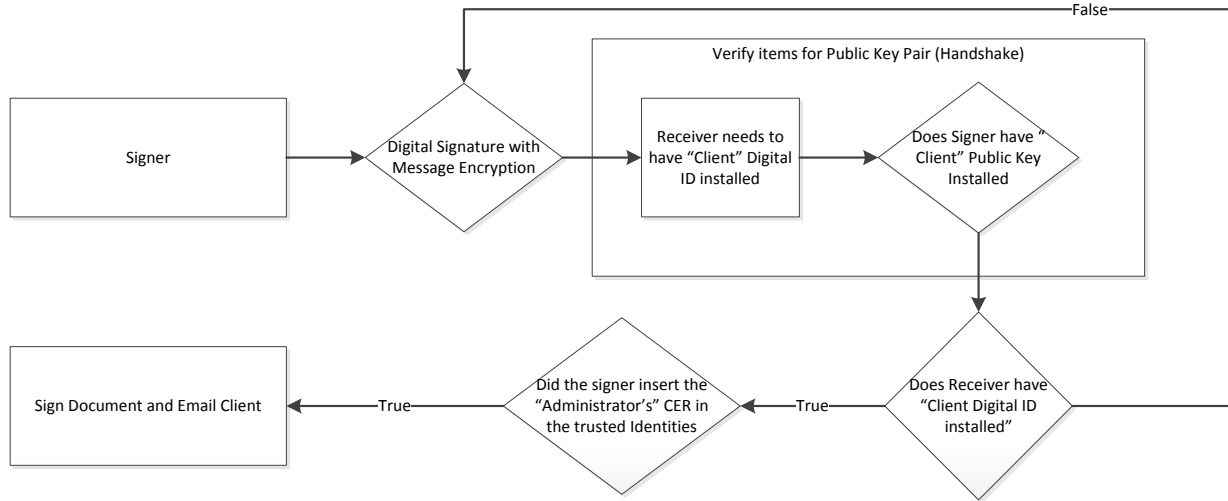 False
Verify items for Public Key Pair (Handshake)
Signer
Digital Signature with
Message Encryption
Receiver needs to
have “Client” Digital
ID installed
Does Signer have “
Client” Public Key
Installed
Sign Document and Email Client
True
Did the signer insert the
“Administrator’s” CER in
the trusted Identities
True
Does Receiver have
“Client Digital ID
installed”